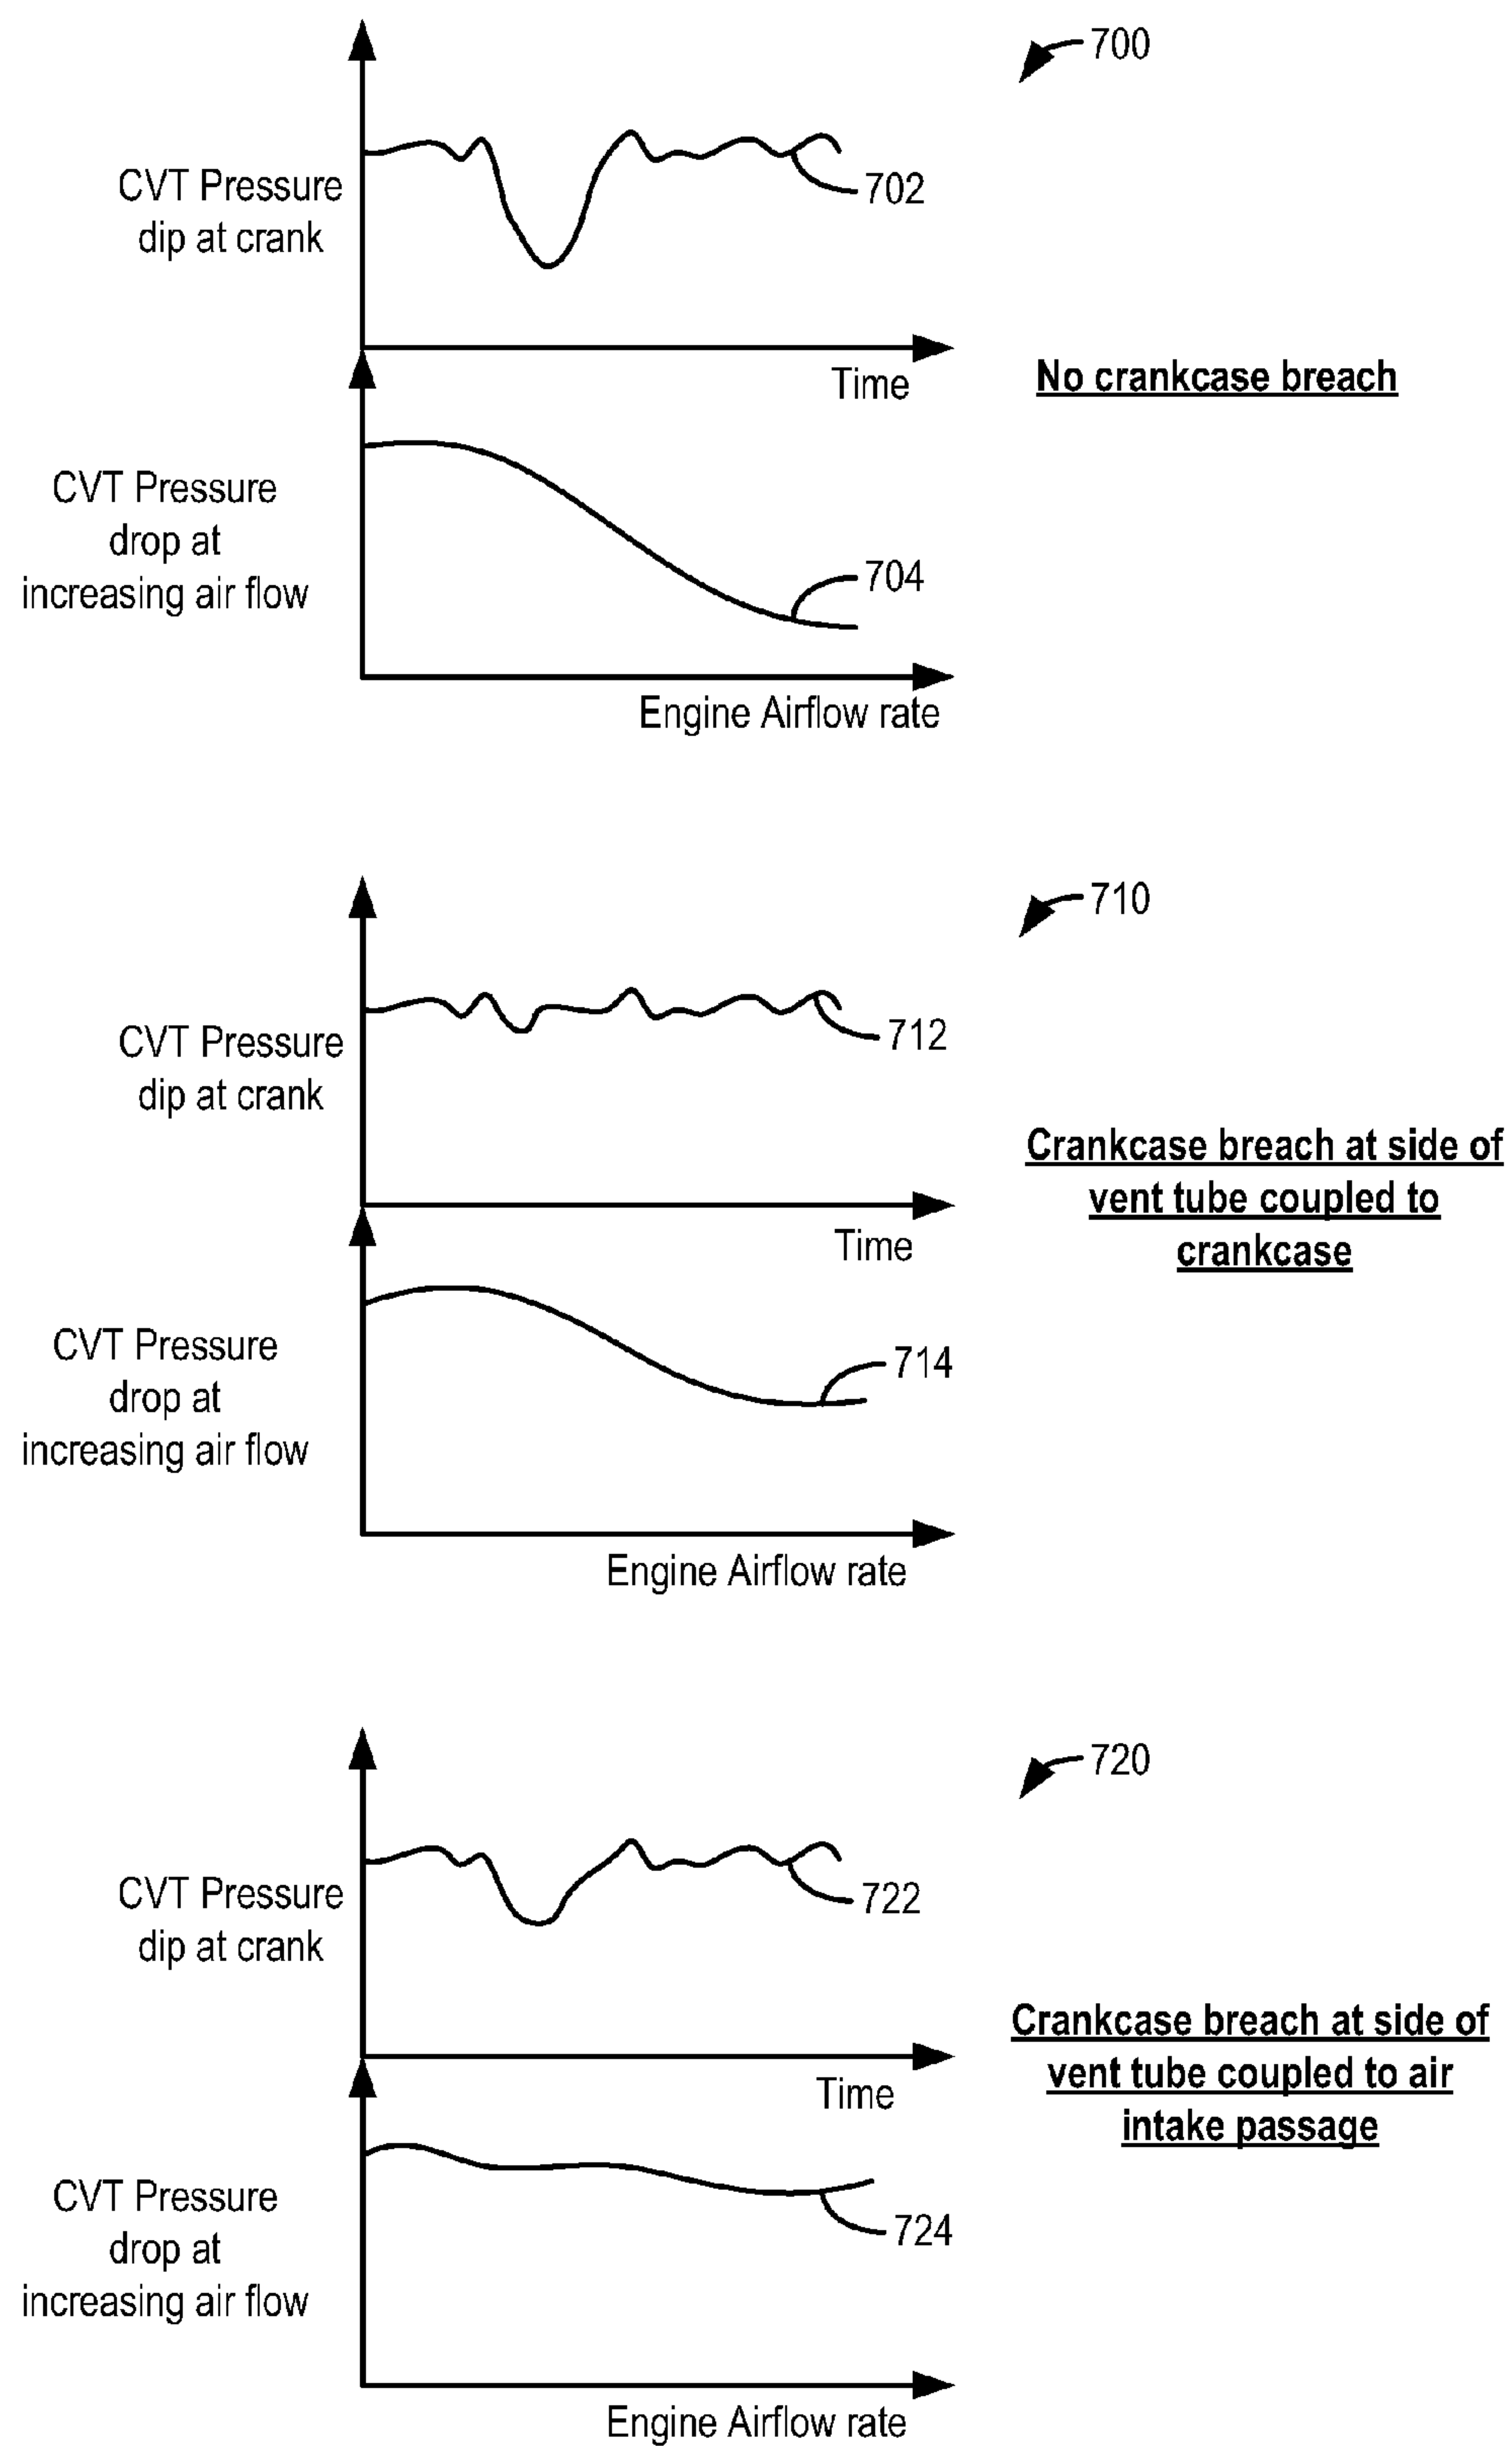 700
CVT Pressure
dip at crank
702
Time
No crankcase breach
CVT Pressure
drop at
increasing air flow
704
Engine Airflow rate
710
CVT Pressure
dip at crank
712
Time
Crankcase breach at side of
vent tube coupled to
crankcase
CVT Pressure
drop at
increasing air flow
714
Engine Airflow rate
720
CVT Pressure
dip at crank
722
Time
Crankcase breach at side of
vent tube coupled to air
intake passage
CVT Pressure
drop at
increasing air flow
724
Engine Airflow rate